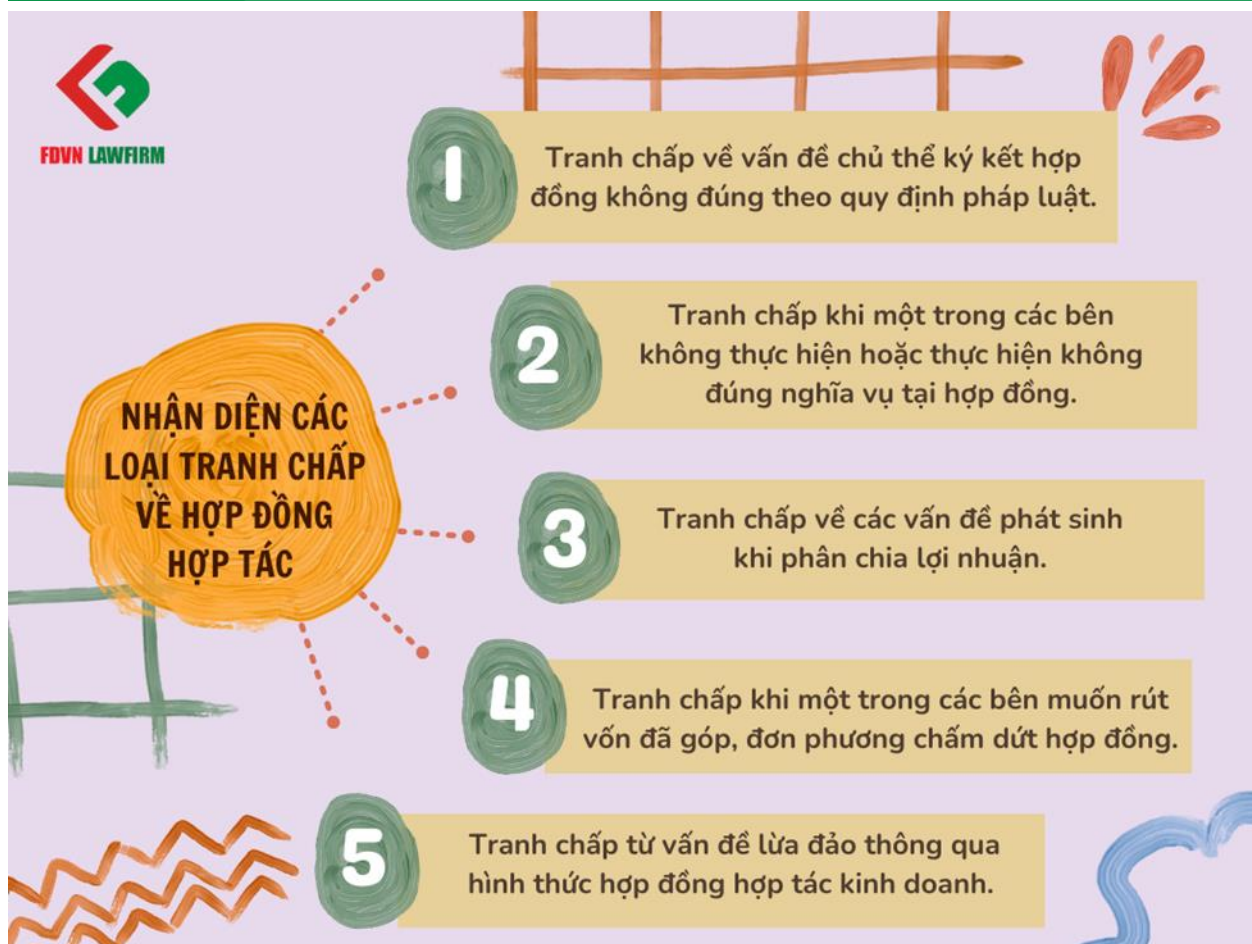 FDVN LAWFIRM
NHẬN DIỆN CÁC
LOẠI TRANH CHẤP
VỀ HỢP ĐỒNG
HỢP TÁC
1
Tranh chấp về vấn đề chủ thể ký kết hợp
đồng không đúng theo quy định pháp luật.
2
Tranh chấp khi một trong các bên
không thực hiện hoặc thực hiện không
đúng nghĩa vụ tại hợp đồng.
3
Tranh chấp về các vấn đề phát sinh
khi phân chia lợi nhuận.
4
Tranh chấp khi một trong các bên muốn rút
vốn đã góp, đơn phương chấm dứt hợp đồng.
5
Tranh chấp từ vấn đề lừa đảo thông qua
hình thức hợp đồng hợp tác kinh doanh.